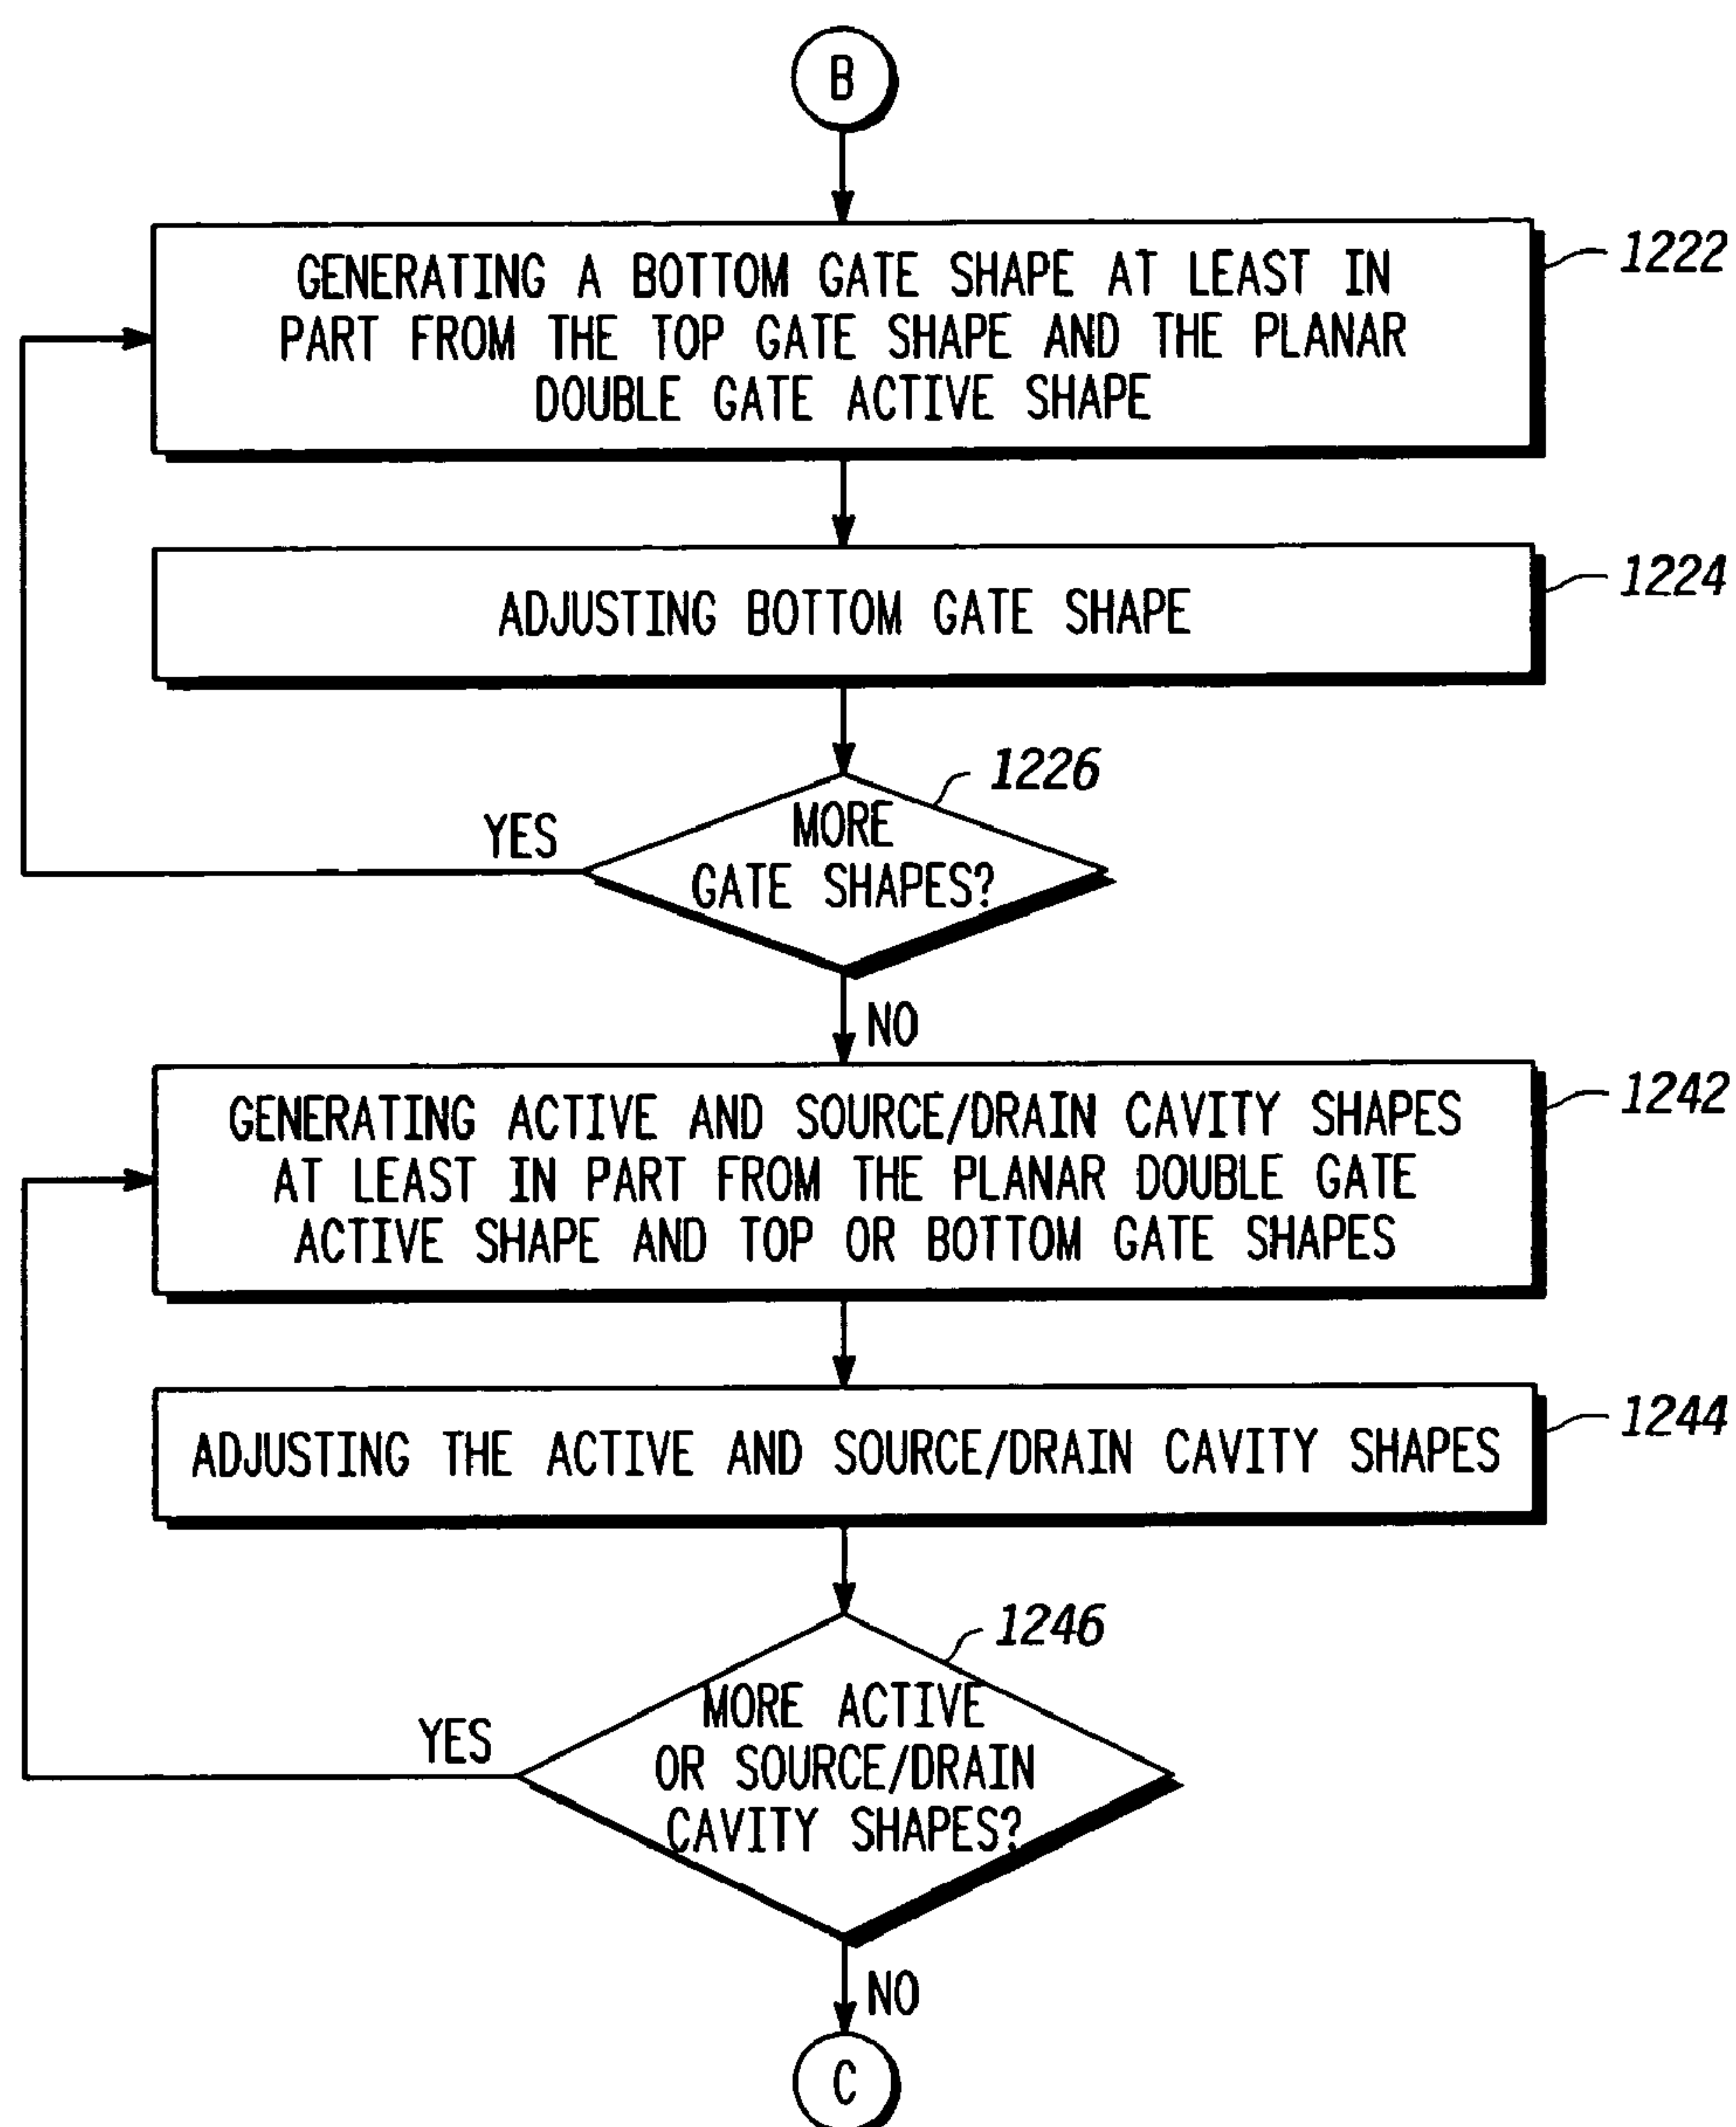 B
GENERATING A BOTTOM GATE SHAPE AT LEAST IN
PART FROM THE TOP GATE SHAPE AND THE PLANAR
DOUBLE GATE ACTIVE SHAPE
1222
ADJUSTING BOTTOM GATE SHAPE
1224
1226
MORE
GATE SHAPES?
YES
NO
GENERATING ACTIVE AND SOURCE/DRAIN CAVITY SHAPES
AT LEAST IN PART FROM THE PLANAR DOUBLE GATE
ACTIVE SHAPE AND TOP OR BOTTOM GATE SHAPES
1242
ADJUSTING THE ACTIVE AND SOURCE/DRAIN CAVITY SHAPES
1244
1246
MORE ACTIVE
OR SOURCE/DRAIN
CAVITY SHAPES?
YES
NO
C